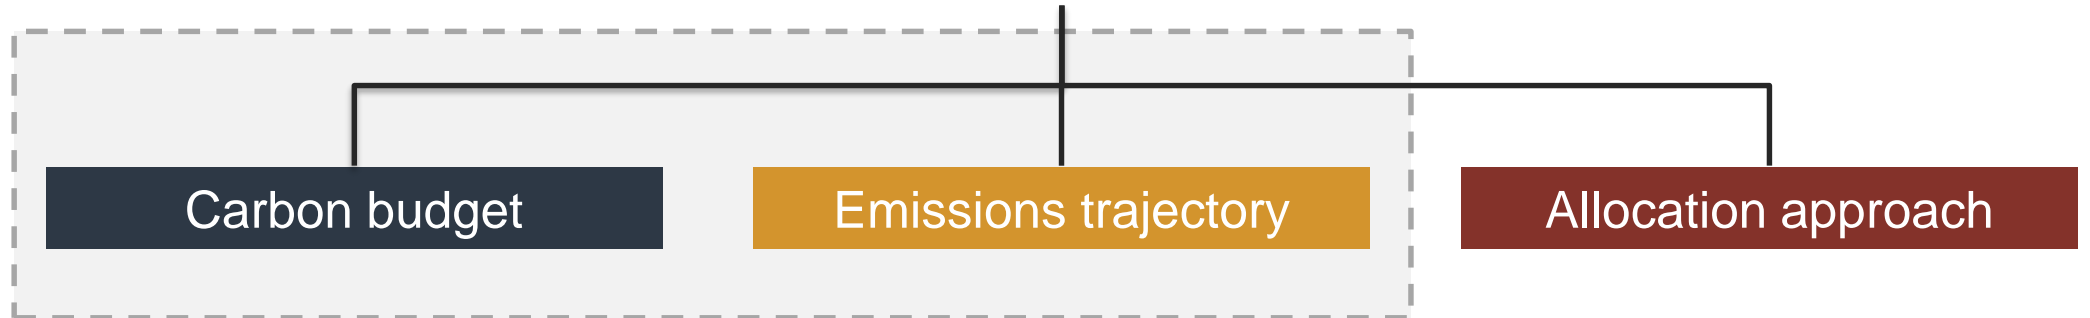 Carbon budget
Emissions trajectory
Allocation approach